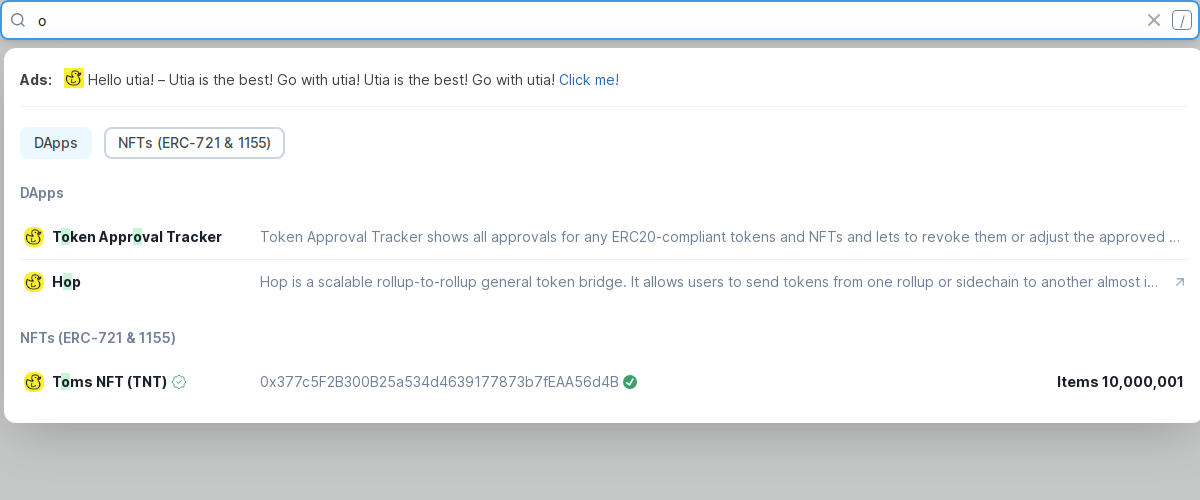 o /
Ads: Hello utia! – Utia is the best! Go with utia! Utia is the best! Go with utia! Click me!
DApps NFTs (ERC-721 & 1155)
DApps
Token Approval Tracker Token Approval Tracker shows all approvals for any ERC20-compliant tokens and NFTs and lets to revoke them or adjust the approved ...
Hop Hop is a scalable rollup-to-rollup general token bridge. It allows users to send tokens from one rollup or sidechain to another almost i...
NFTs (ERC-721 & 1155)
Toms NFT (TNT) 0x377c5F2B300B25a534d4639177873b7fEAA56d4B Items 10,000,001